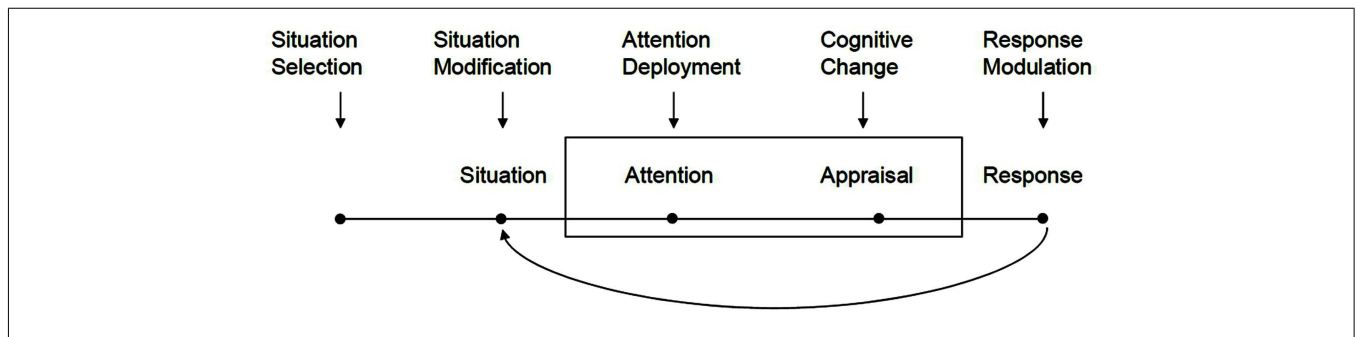 Situation
Selection
Situation
Modification
Attention
Deployment
Cognitive
Change
Response
Modulation
Situation
Attention
Appraisal
Response